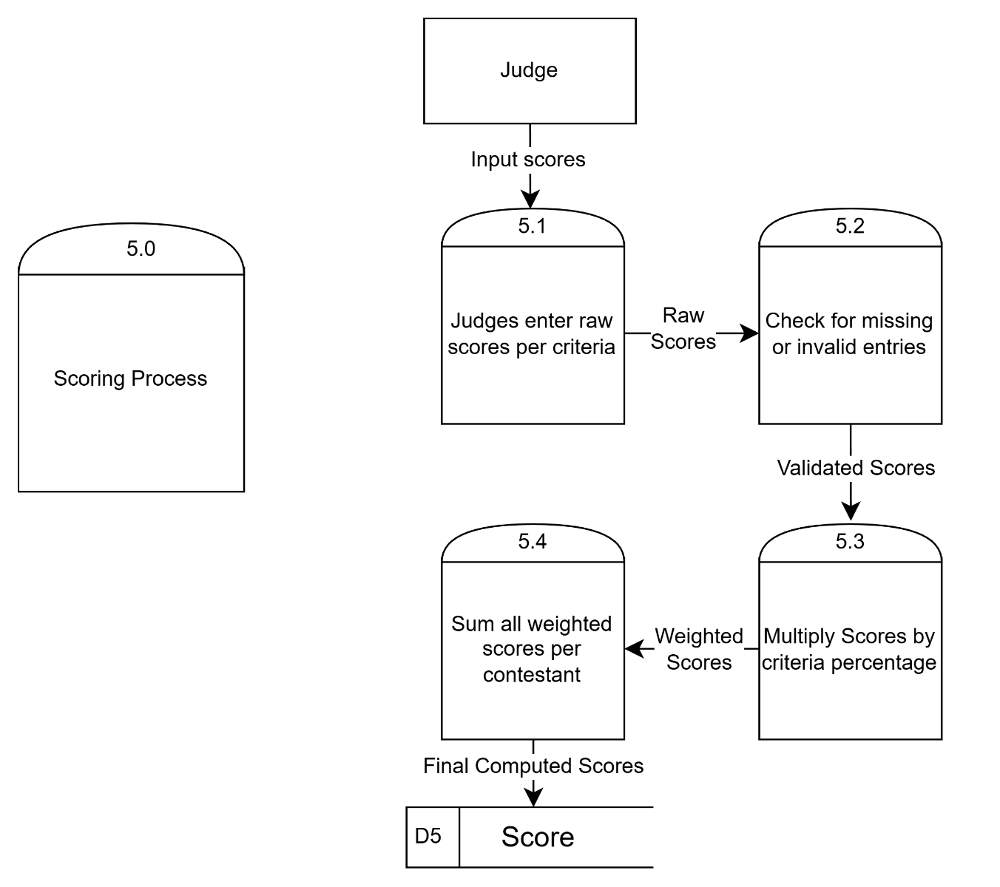 Judge
Input scores
5.0
Scoring Process
5.1
Judges enter raw
scores per criteria
Raw
Scores
5.2
Check for missing
or invalid entries
Validated Scores
5.3
Multiply Scores by
criteria percentage
Weighted
Scores
5.4
Sum all weighted
scores per
contestant
Final Computed Scores
D5
Score